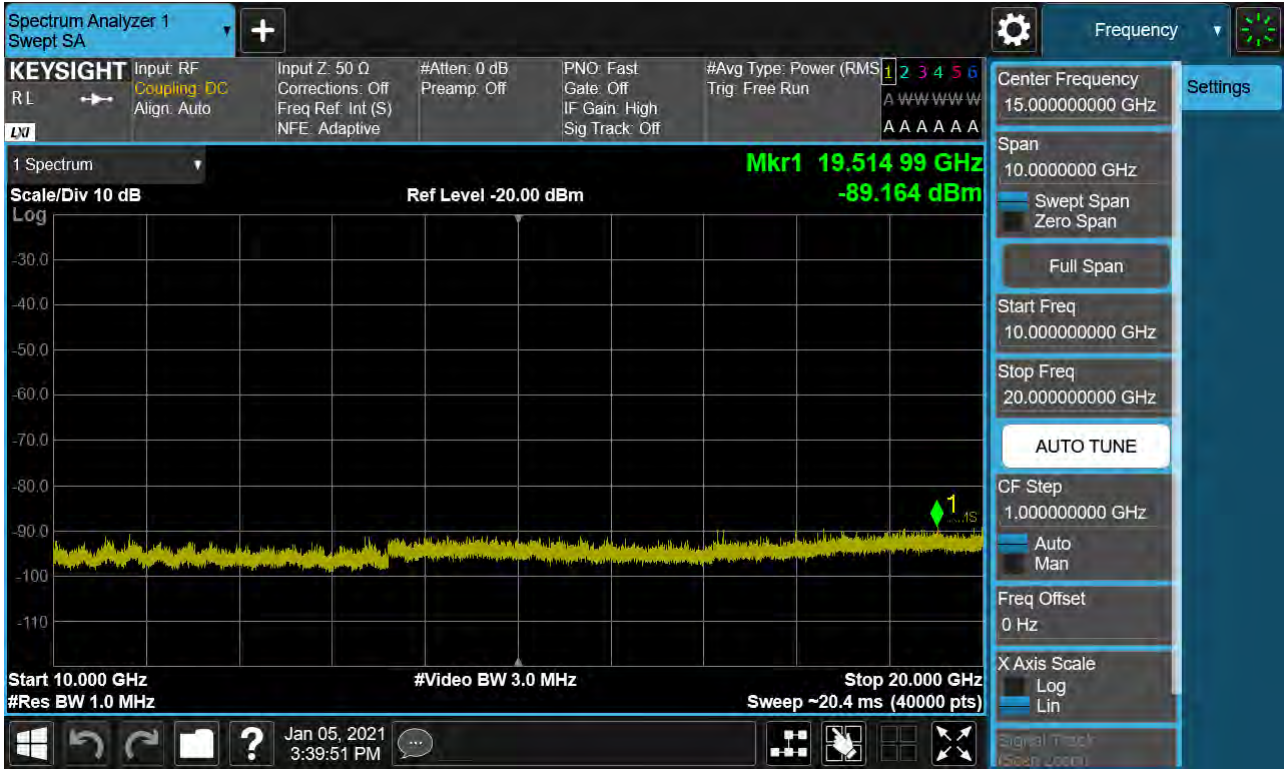 Spectrum Analyzer 1
Swept SA
Frequency
KEYSIGHT
R L
LXI
Input: RF
Coupling: DC
Align: Auto
Input Z: 50 Ω
Corrections: Off
Freq Ref: Int (S)
NFE: Adaptive
#Atten: 0 dB
Preamp: Off
PNO: Fast
Gate: Off
IF Gain: High
Sig Track: Off
#Avg Type: Power (RMS
Trig: Free Run
1 2 3 4 5 6
A W W W W W
A A A A A A
1 Spectrum
Scale/Div 10 dB
Ref Level -20.00 dBm
Mkr1 19.514 99 GHz
-89.164 dBm
Log
-30.0
-40.0
-50.0
-60.0
-70.0
-80.0
-90.0
-100
-110
1
Start 10.000 GHz
#Video BW 3.0 MHz
Stop 20.000 GHz
#Res BW 1.0 MHz
Sweep ~20.4 ms (40000 pts)
Center Frequency
15.000000000 GHz
Settings
Span
10.0000000 GHz
Swept Span
Zero Span
Full Span
Start Freq
10.000000000 GHz
Stop Freq
20.000000000 GHz
AUTO TUNE
CF Step
1.000000000 GHz
Auto
Man
Freq Offset
0 Hz
X Axis Scale
Log
Lin
Signal Track
(Span Zoom)
?
Jan 05, 2021
3:39:51 PM